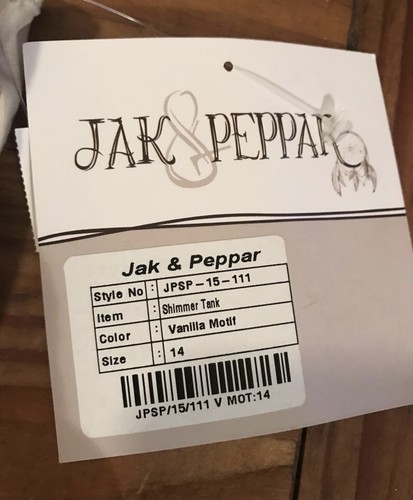 JAK & PEPPAR
Jak & Peppar
Style No : JPSP-15-111
Item : Shimmer Tank
Color : Vanilla Motif
Size : 14
JPSP/15/111 V MOT:14